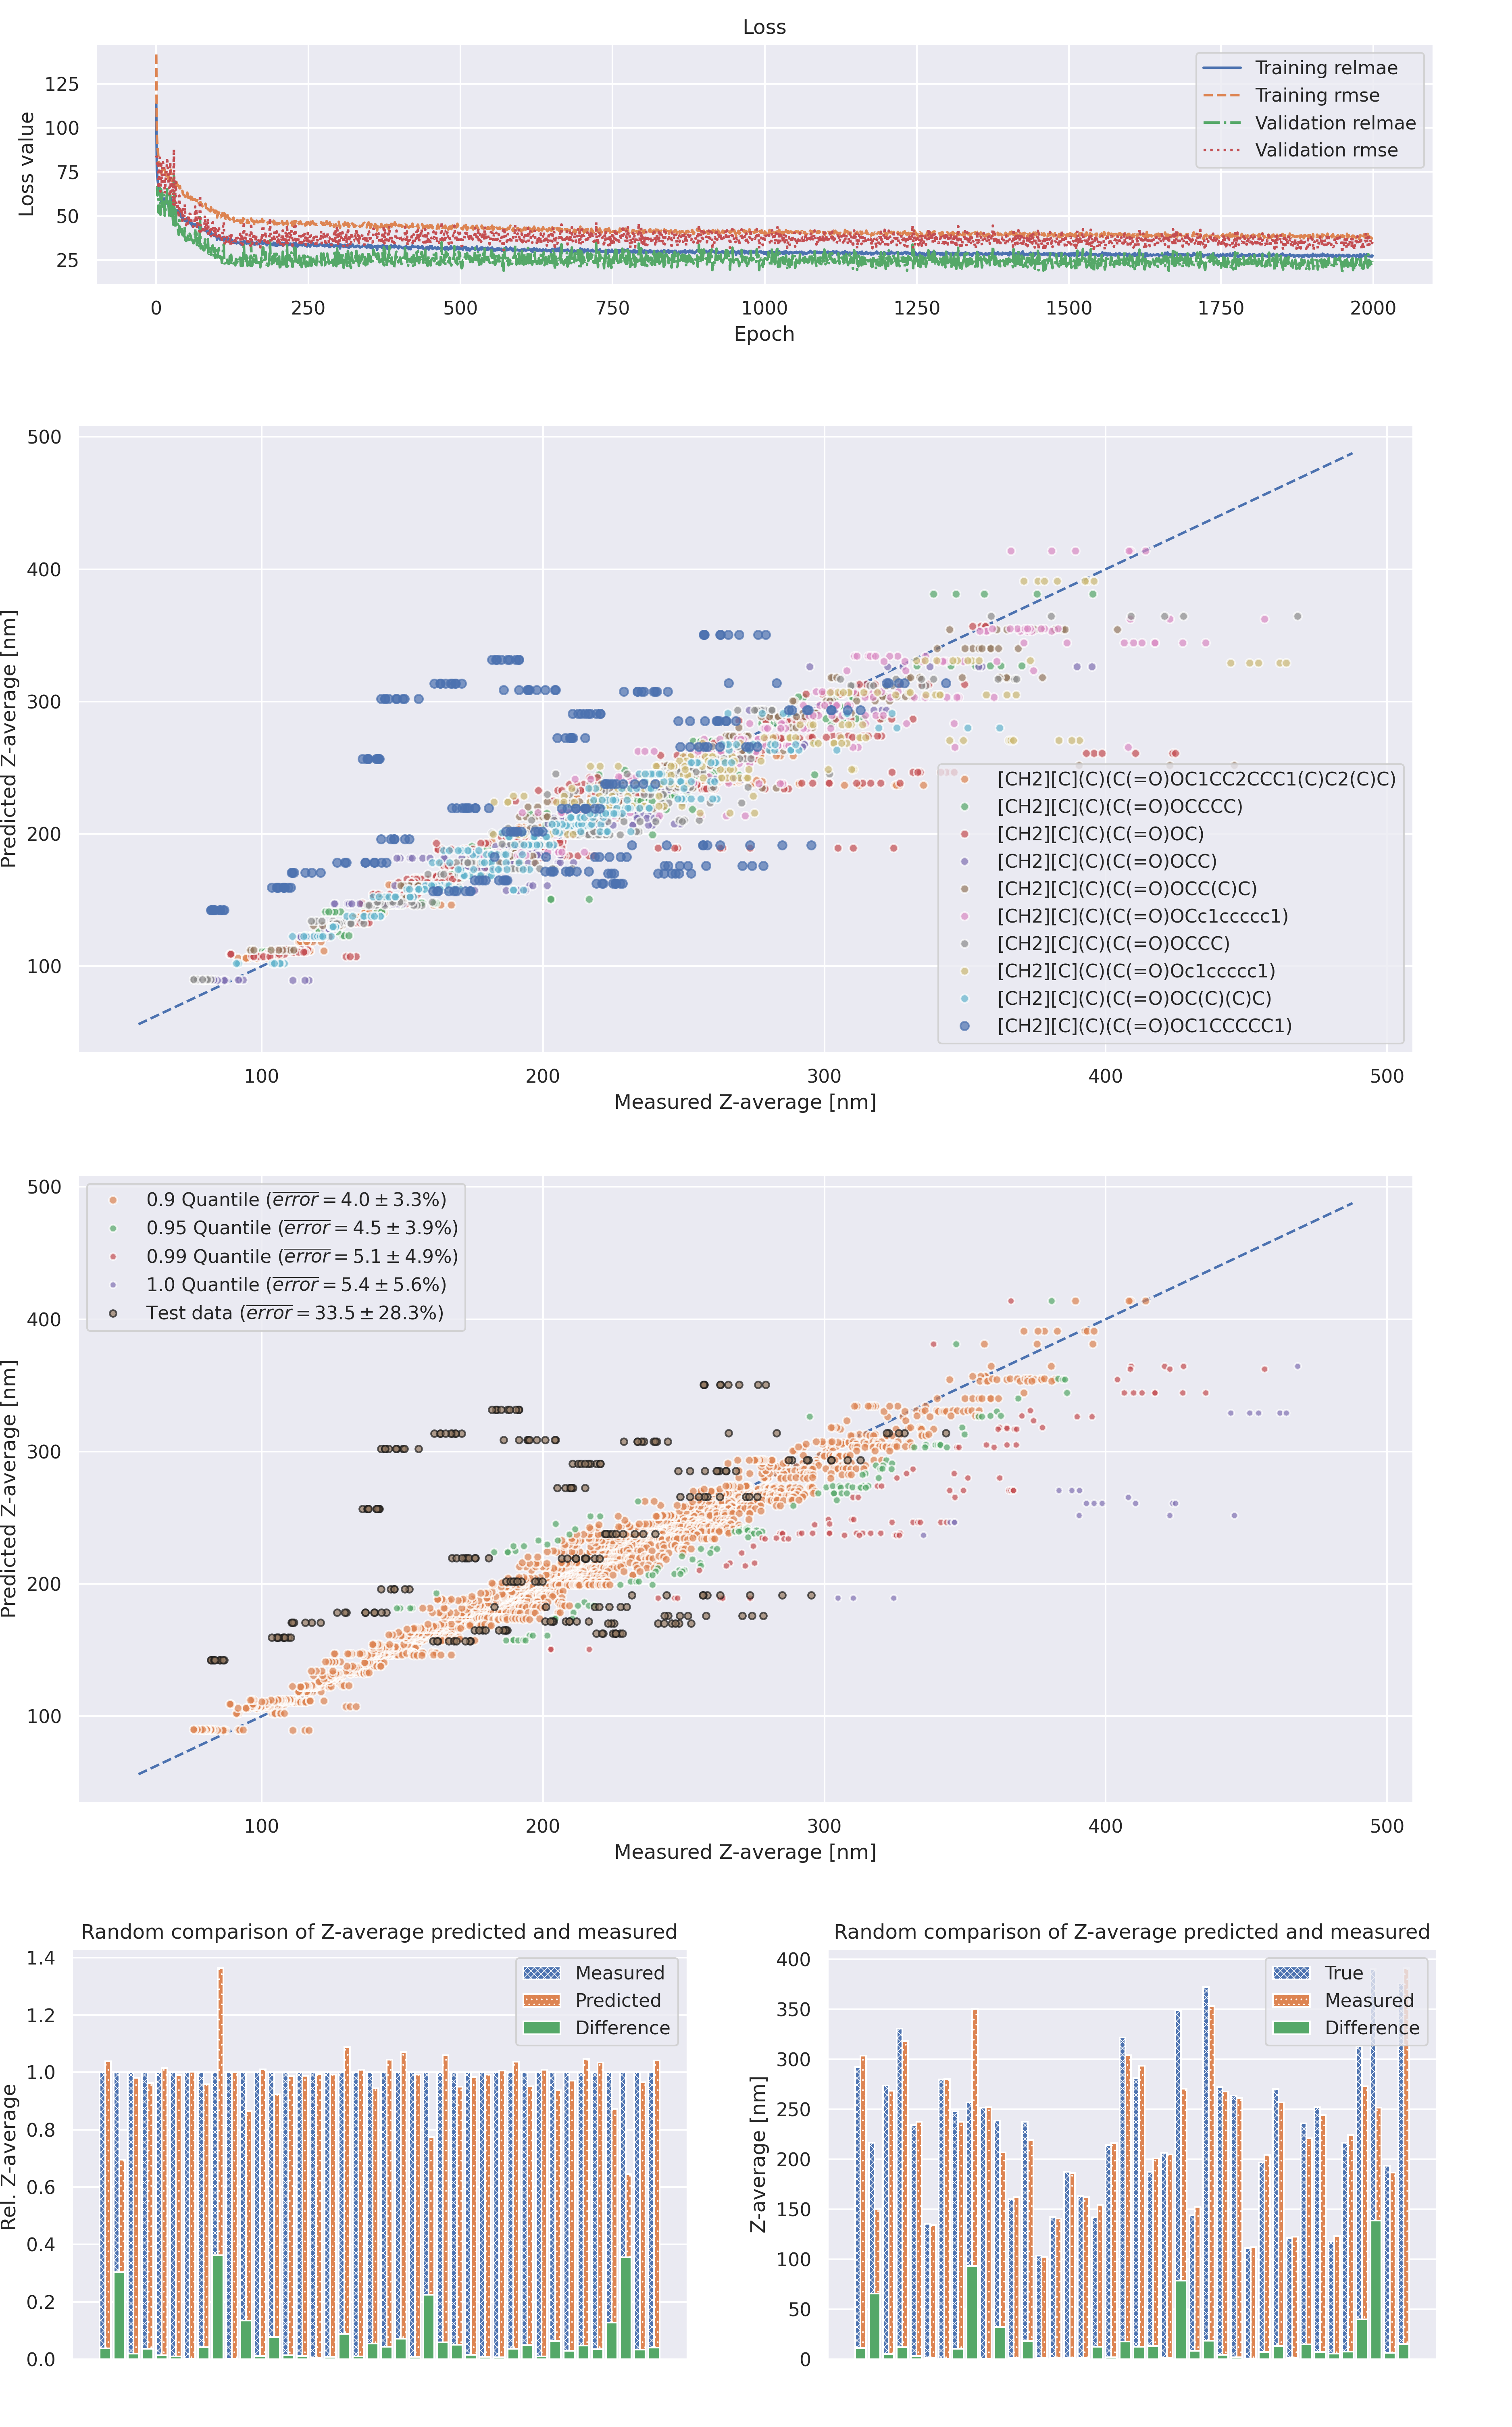 Loss
Loss value
125
100
75
50
25
Training relmae
Training rmse
Validation relmae
Validation rmse
0 250 500 750 1000 1250 1500 1750 2000
Epoch
Predicted Z-average [nm]
500
400
300
200
100
[CH2][C](C)(C(=O)OC1CC2CCC1(C)C2(C)C)
[CH2][C](C)(C(=O)OCCCC)
[CH2][C](C)(C(=O)OC)
[CH2][C](C)(C(=O)OCC)
[CH2][C](C)(C(=O)OCC(C)C)
[CH2][C](C)(C(=O)OCc1ccccc1)
[CH2][C](C)(C(=O)OCCC)
[CH2][C](C)(C(=O)Oc1ccccc1)
[CH2][C](C)(C(=O)OC(C)(C)C)
[CH2][C](C)(C(=O)OC1CCCCC1)
100 200 300 400 500
Measured Z-average [nm]
Predicted Z-average [nm]
500
400
300
200
100
0.9 Quantile (error = 4.0 ± 3.3%)
0.95 Quantile (error = 4.5 ± 3.9%)
0.99 Quantile (error = 5.1 ± 4.9%)
1.0 Quantile (error = 5.4 ± 5.6%)
Test data (error = 33.5 ± 28.3%)
100 200 300 400 500
Measured Z-average [nm]
Random comparison of Z-average predicted and measured
Rel. Z-average
1.4
1.2
1.0
0.8
0.6
0.4
0.2
0.0
Measured
Predicted
Difference
Random comparison of Z-average predicted and measured
Z-average [nm]
400
350
300
250
200
150
100
50
0
True
Measured
Difference